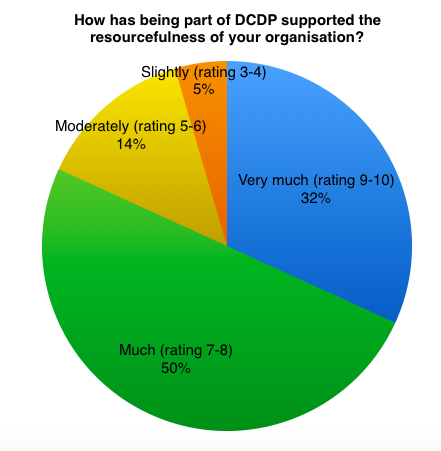 How has being part of DCDP supported the
resourcefulness of your organisation?
Slightly (rating 3-4)
5%
Moderately (rating 5-6)
14%
Very much (rating 9-10)
32%
Much (rating 7-8)
50%